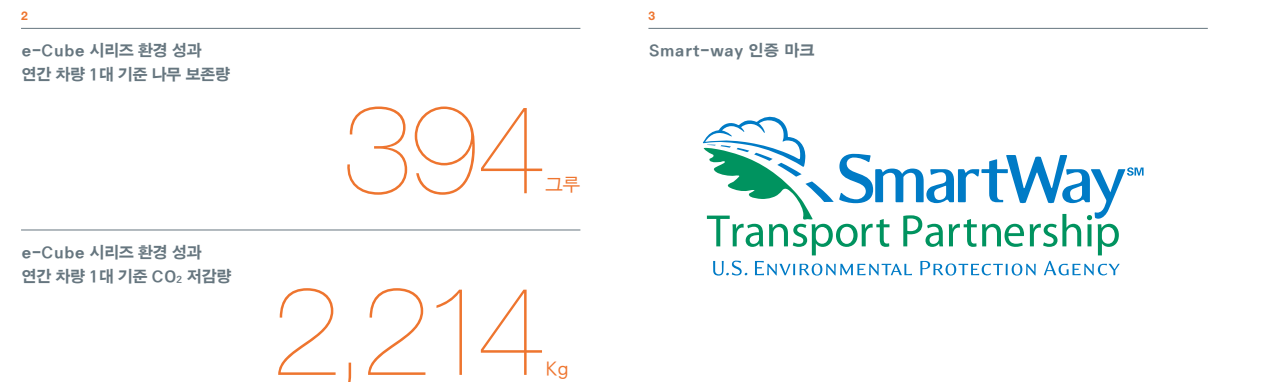 2
e-Cube 시리즈 환경 성과
연간 차량 1대 기준 나무 보존량
394그루
e-Cube 시리즈 환경 성과
연간 차량 1대 기준 CO₂ 저감량
2,214Kg
3
Smart-way 인증 마크
SmartWay℠
Transport Partnership
U.S. ENVIRONMENTAL PROTECTION AGENCY